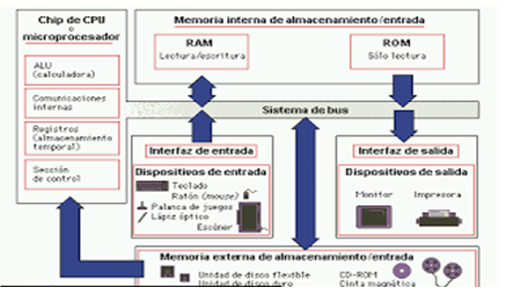 Chip de CPU
o
microprocesador
ALU
(calculadora)
Comunicaciones
internas
Registros
(almacenamiento
temporal)
Sección
de control
Memoria interna de almacenamiento/entrada
RAM
Lectura/escritura
ROM
Sólo lectura
Sistema de bus
Interfaz de entrada
Dispositivos de entrada
Teclado
Ratón (mouse)
Palanca de juegos
Lápiz óptico
Escáner
Interfaz de salida
Dispositivos de salida
Monitor
Impresora
Memoria externa de almacenamiento/entrada
Unidad de disco flexible
Unidad de disco duro
CD-ROM
Cinta magnética